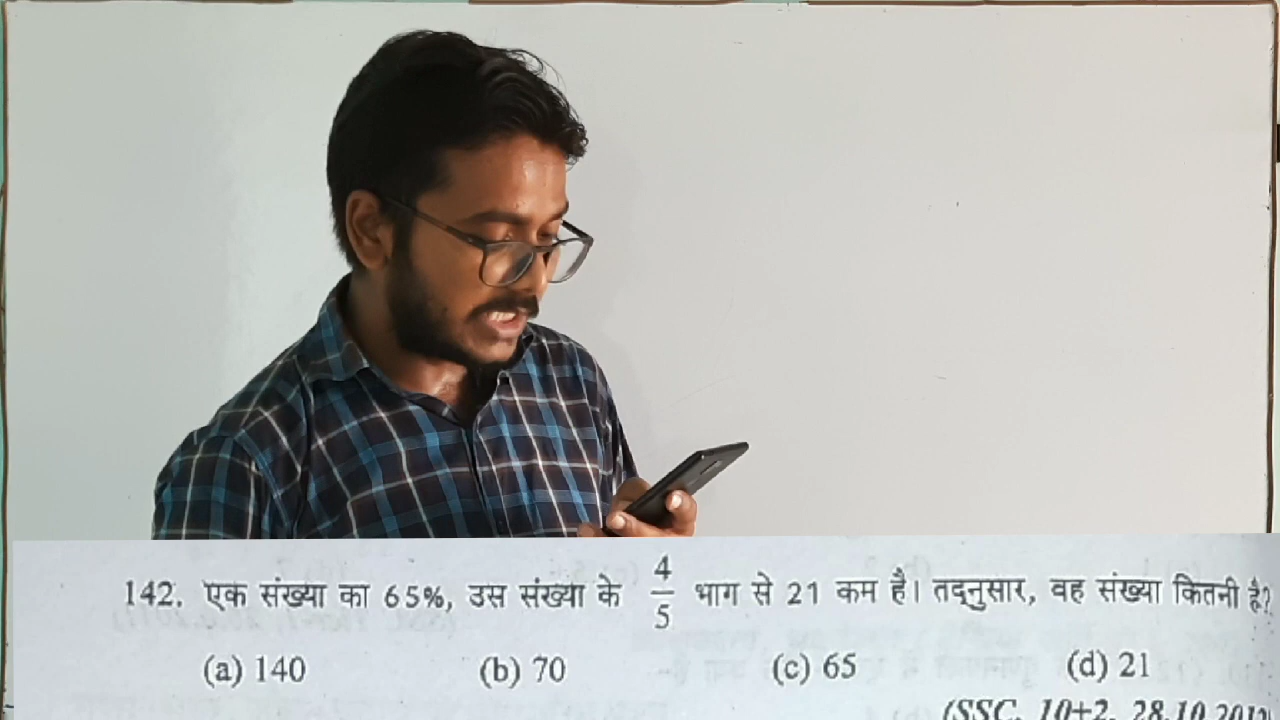 142. एक संख्या का 65%, उस संख्या के 4/5 भाग से 21 कम है। तद्नुसार, वह संख्या कितनी है?
(a) 140 (b) 70 (c) 65 (d) 21
(SSC, 10+2, 28.10.2012)